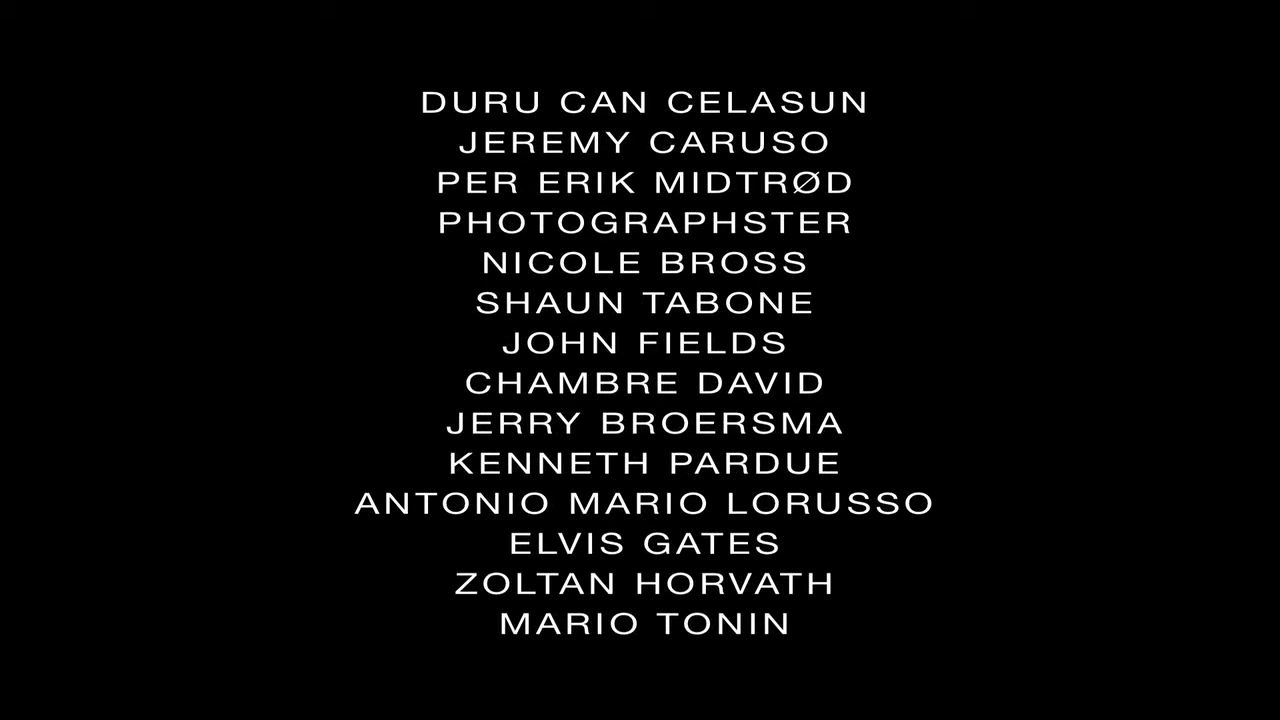 DURU CAN CELASUN
JEREMY CARUSO
PER ERIK MIDTRØD
PHOTOGRAPHSTER
NICOLE BROSS
SHAUN TABONE
JOHN FIELDS
CHAMBRE DAVID
JERRY BROERSMA
KENNETH PARDUE
ANTONIO MARIO LORUSSO
ELVIS GATES
ZOLTAN HORVATH
MARIO TONIN